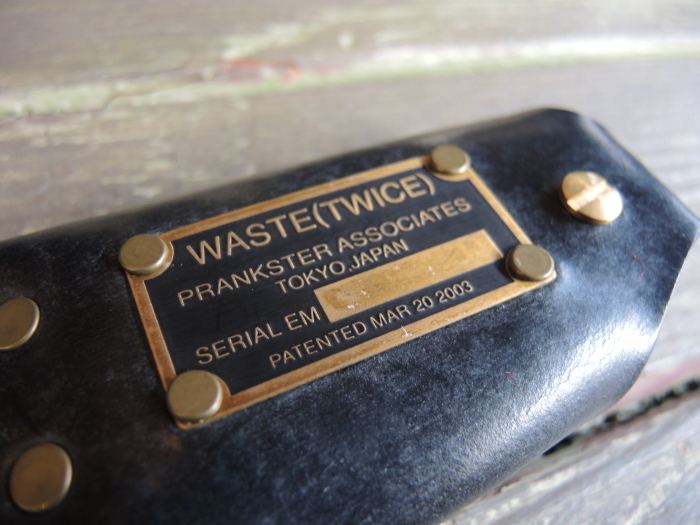 WASTE(TWICE)
PRANKSTER ASSOCIATES
TOKYO.JAPAN
SERIAL EM
PATENTED MAR 20 2003